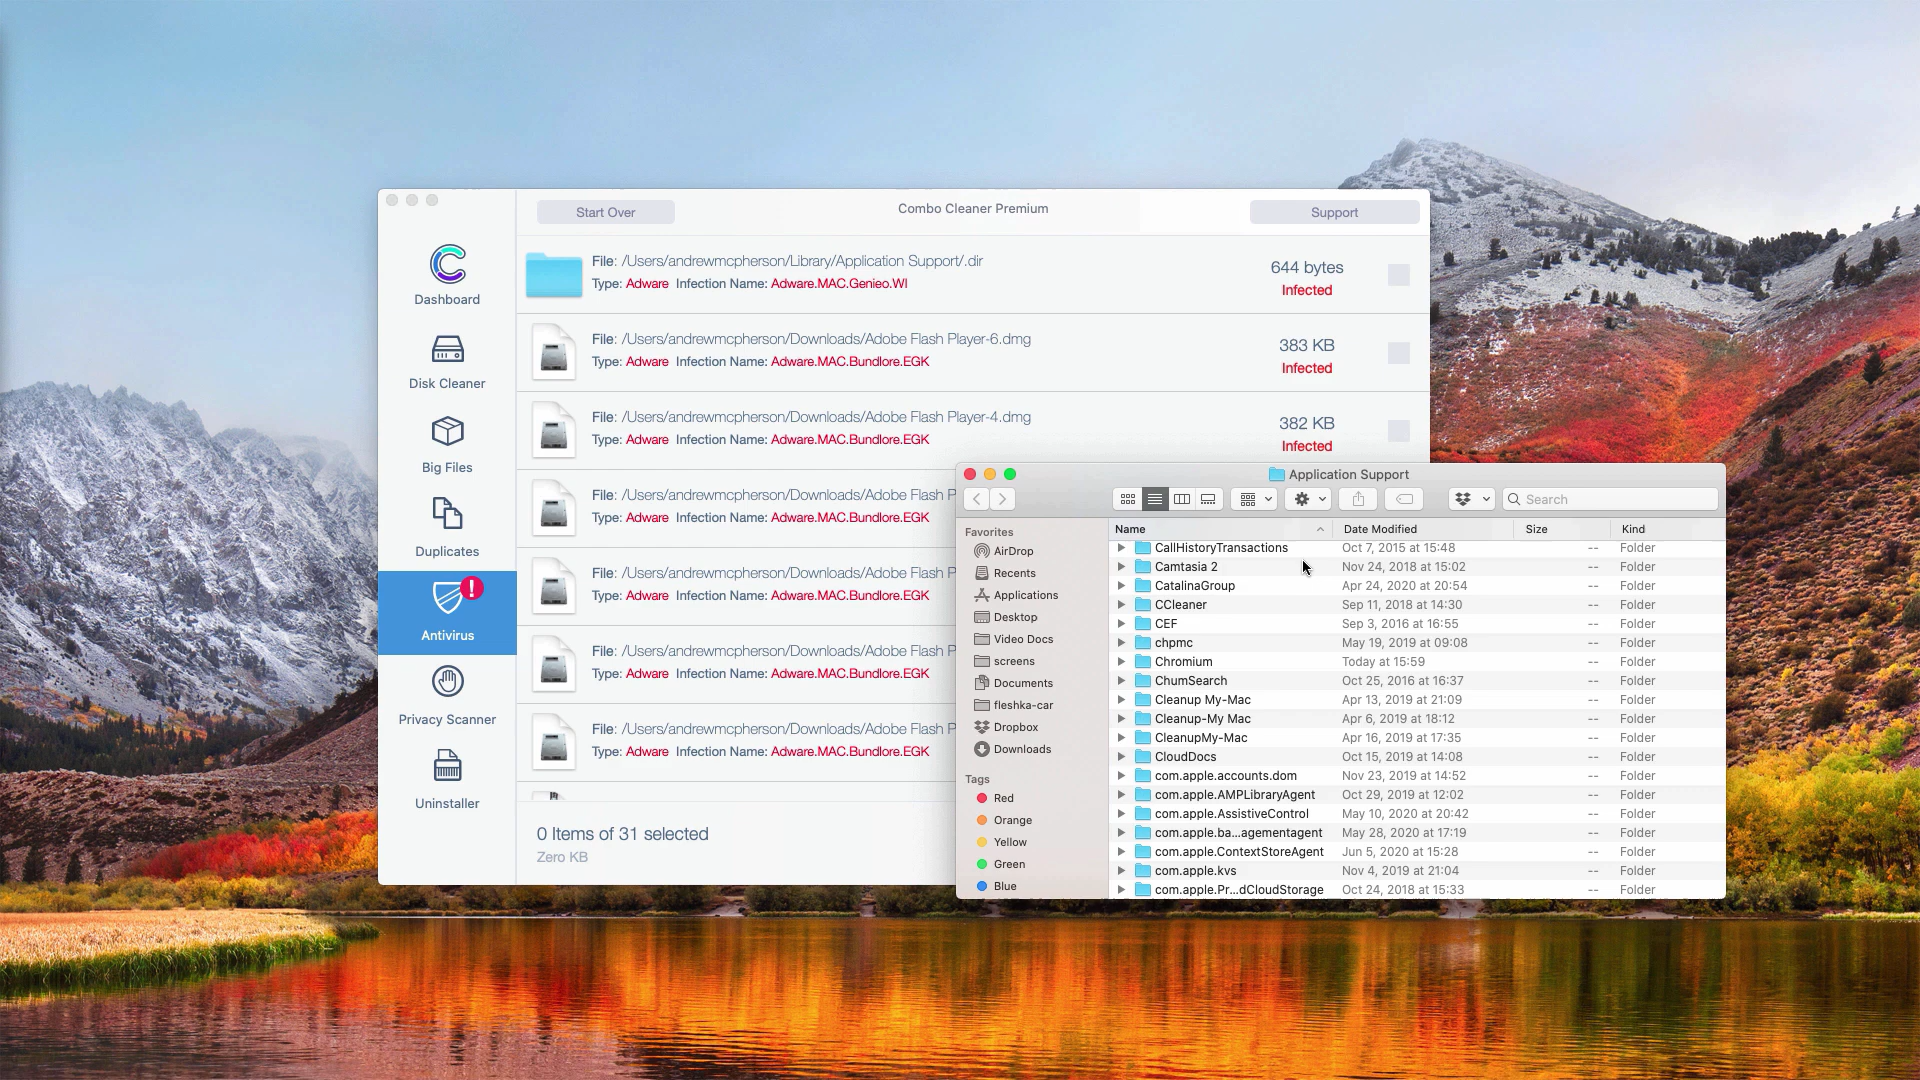 Start Over
Combo Cleaner Premium
Support
Dashboard
Disk Cleaner
Big Files
Duplicates
Antivirus
Privacy Scanner
Uninstaller
File: /Users/andrewmcpherson/Library/Application Support/.dir
Type: Adware Infection Name: Adware.MAC.Genieo.WI
644 bytes
Infected
File: /Users/andrewmcpherson/Downloads/Adobe Flash Player-6.dmg
Type: Adware Infection Name: Adware.MAC.Bundlore.EGK
383 KB
Infected
File: /Users/andrewmcpherson/Downloads/Adobe Flash Player-4.dmg
Type: Adware Infection Name: Adware.MAC.Bundlore.EGK
382 KB
Infected
File: /Users/andrewmcpherson/Downloads/Adobe Flash P
Type: Adware Infection Name: Adware.MAC.Bundlore.EGK
File: /Users/andrewmcpherson/Downloads/Adobe Flash P
Type: Adware Infection Name: Adware.MAC.Bundlore.EGK
File: /Users/andrewmcpherson/Downloads/Adobe Flash P
Type: Adware Infection Name: Adware.MAC.Bundlore.EGK
File: /Users/andrewmcpherson/Downloads/Adobe Flash P
Type: Adware Infection Name: Adware.MAC.Bundlore.EGK
0 Items of 31 selected
Zero KB
Application Support
Search
Favorites
AirDrop
Recents
Applications
Desktop
Video Docs
screens
Documents
fleshka-car
Dropbox
Downloads
Tags
Red
Orange
Yellow
Green
Blue
Name Date Modified Size Kind
CallHistoryTransactions Oct 7, 2015 at 15:48 -- Folder
Camtasia 2 Nov 24, 2018 at 15:02 -- Folder
CatalinaGroup Apr 24, 2020 at 20:54 -- Folder
CCleaner Sep 11, 2018 at 14:30 -- Folder
CEF Sep 3, 2016 at 16:55 -- Folder
chpmc May 19, 2019 at 09:08 -- Folder
Chromium Today at 15:59 -- Folder
ChumSearch Oct 25, 2016 at 16:37 -- Folder
Cleanup My-Mac Apr 13, 2019 at 21:09 -- Folder
Cleanup-My Mac Apr 6, 2019 at 18:12 -- Folder
CleanupMy-Mac Apr 16, 2019 at 17:35 -- Folder
CloudDocs Oct 15, 2019 at 14:08 -- Folder
com.apple.accounts.dom Nov 23, 2019 at 14:52 -- Folder
com.apple.AMPLibraryAgent Oct 29, 2019 at 12:02 -- Folder
com.apple.AssistiveControl May 10, 2020 at 20:42 -- Folder
com.apple.ba...agementagent May 28, 2020 at 17:19 -- Folder
com.apple.ContextStoreAgent Jun 5, 2020 at 15:28 -- Folder
com.apple.kvs Nov 4, 2019 at 21:04 -- Folder
com.apple.Pr...dCloudStorage Oct 24, 2018 at 15:33 -- Folder